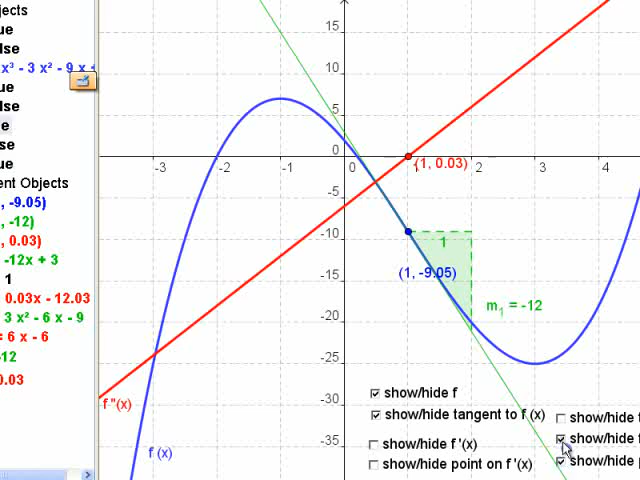 jects
ue
lse
x³ - 3 x² - 9 x +
ue
lse
e
se
ue
ent Objects
, -9.05)
, -12)
, 0.03)
-12x + 3
1
0.03x - 12.03
3 x² - 6 x - 9
= 6 x - 6
-12
0.03
15
10
5
0
-5
-10
-15
-20
-25
-30
-35
-3
-2
-1
0
2
3
4
(1, 0.03)
1
(1, -9.05)
m₁ = -12
f ''(x)
f (x)
show/hide f
show/hide tangent to f (x)
show/hide f '(x)
show/hide point on f '(x)
show/hide
show/hide
show/hide